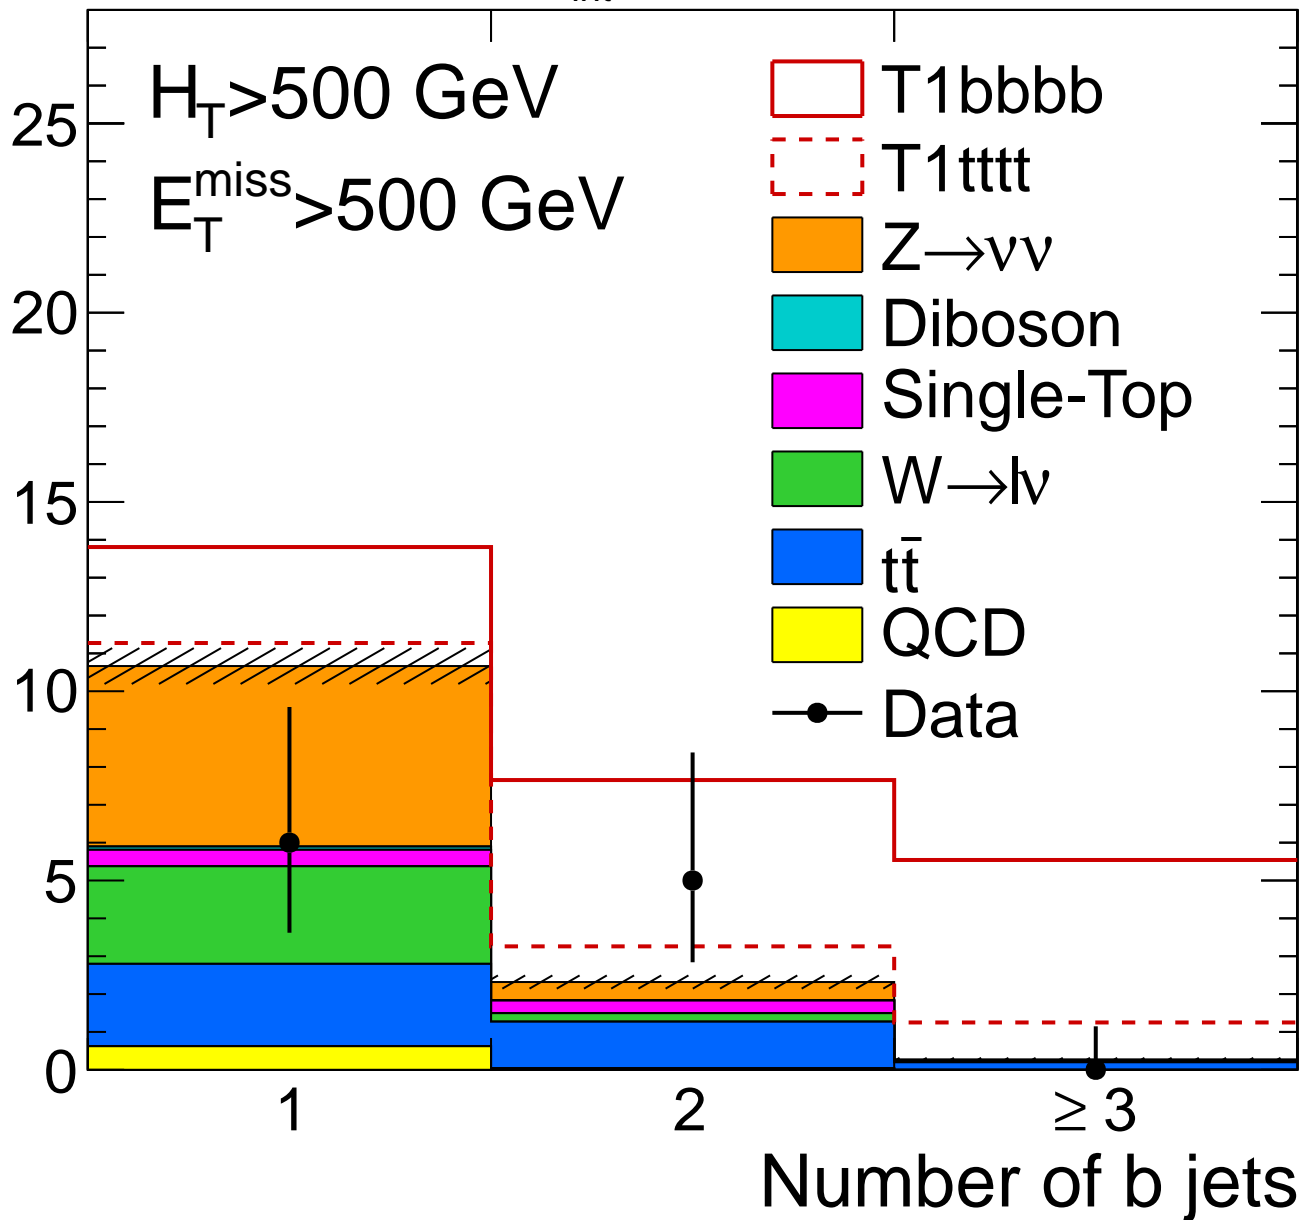 int
H_T>500 GeV
E_T^miss>500 GeV
T1bbbb
T1tttt
Z→νν
Diboson
Single-Top
W→lν
tt̄
QCD
Data
25
20
15
10
5
0
1 2 ≥ 3
Number of b jets